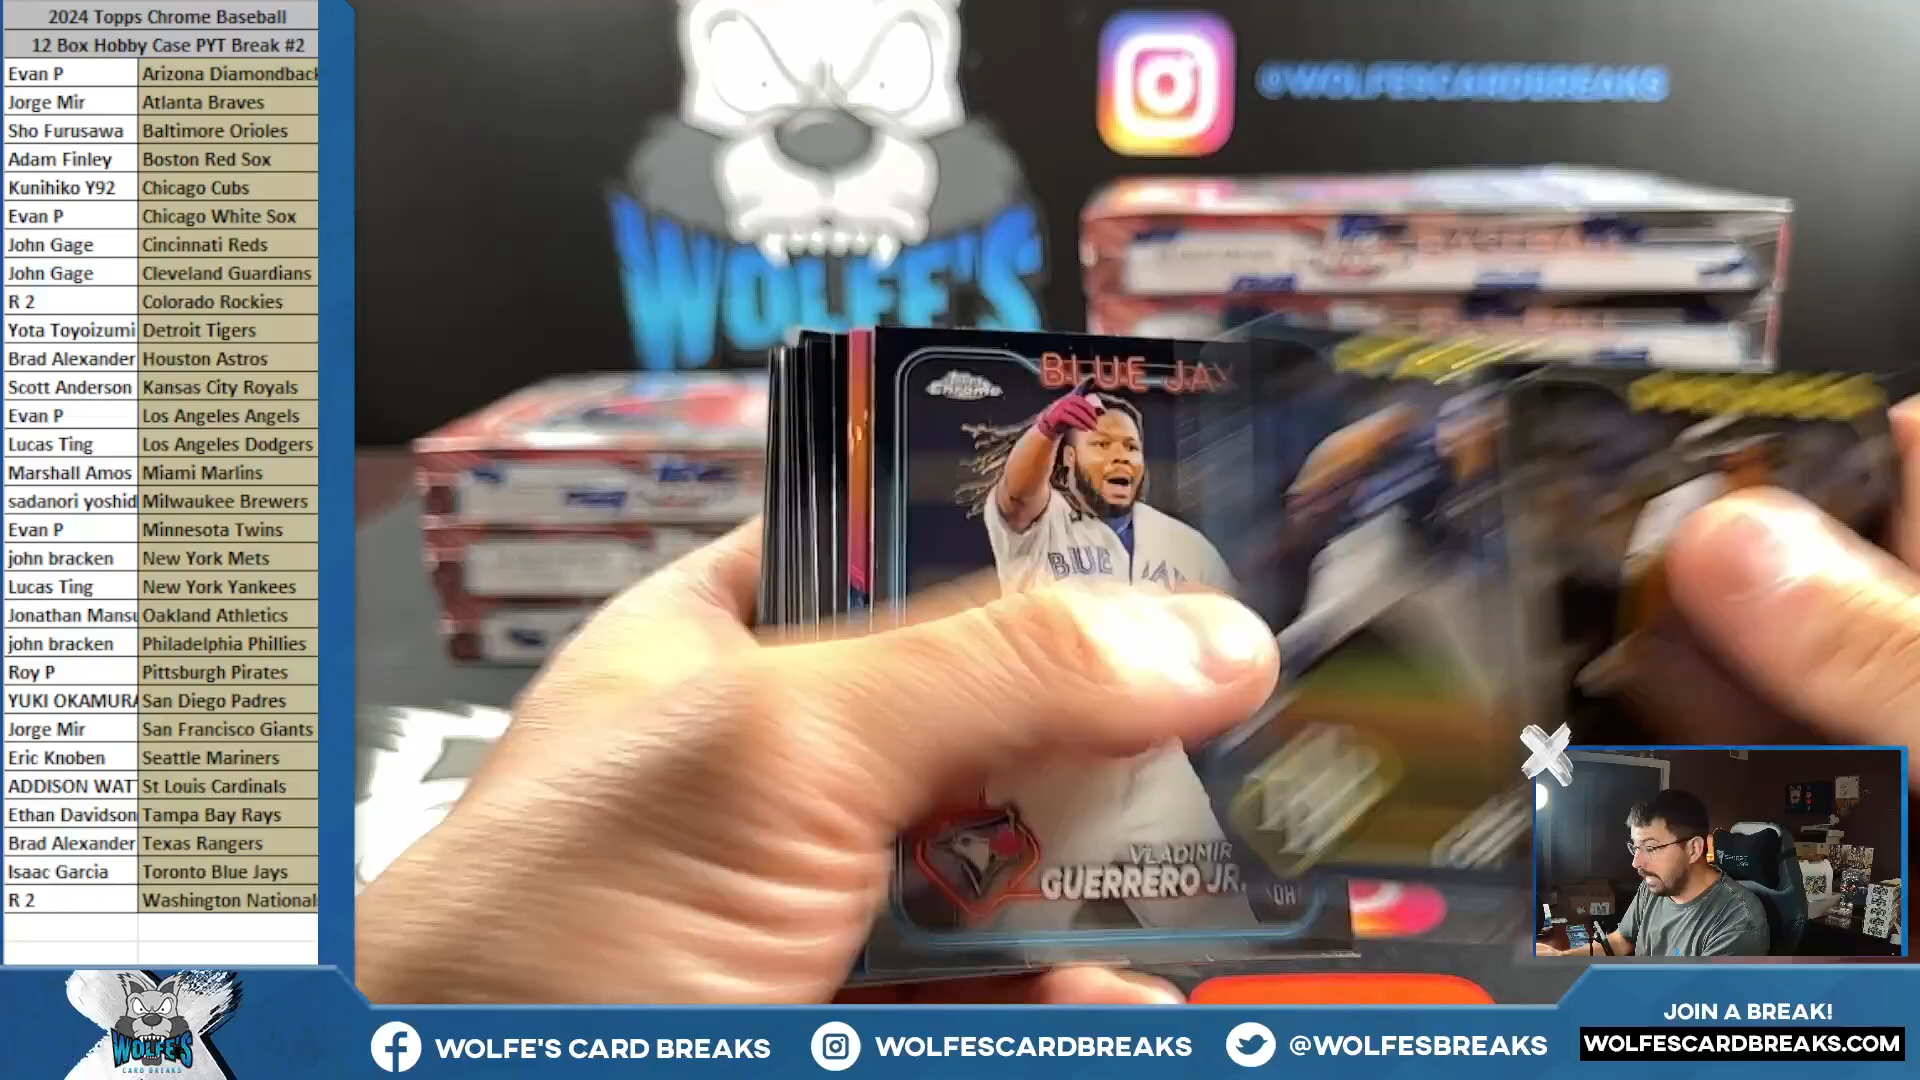 2024 Topps Chrome Baseball
12 Box Hobby Case PYT Break #2
Evan P Arizona Diamondback
Jorge Mir Atlanta Braves
Sho Furusawa Baltimore Orioles
Adam Finley Boston Red Sox
Kunihiko Y92 Chicago Cubs
Evan P Chicago White Sox
John Gage Cincinnati Reds
John Gage Cleveland Guardians
R 2 Colorado Rockies
Yota Toyoizumi Detroit Tigers
Brad Alexander Houston Astros
Scott Anderson Kansas City Royals
Evan P Los Angeles Angels
Lucas Ting Los Angeles Dodgers
Marshall Amos Miami Marlins
sadanori yoshid Milwaukee Brewers
Evan P Minnesota Twins
john bracken New York Mets
Lucas Ting New York Yankees
Jonathan Mansu Oakland Athletics
john bracken Philadelphia Phillies
Roy P Pittsburgh Pirates
YUKI OKAMURA San Diego Padres
Jorge Mir San Francisco Giants
Eric Knoben Seattle Mariners
ADDISON WAT St Louis Cardinals
Ethan Davidson Tampa Bay Rays
Brad Alexander Texas Rangers
Isaac Garcia Toronto Blue Jays
R 2 Washington National
@WOLFESCARDBREAKS
WOLFE'S
BLUE JAY
Topps Chrome
BLUE JAY
VLADIMIR
GUERRERO JR.
DH
WOLFE'S
CARD BREAKS
WOLFE'S CARD BREAKS
WOLFESCARDBREAKS
@WOLFESBREAKS
JOIN A BREAK!
WOLFESCARDBREAKS.COM